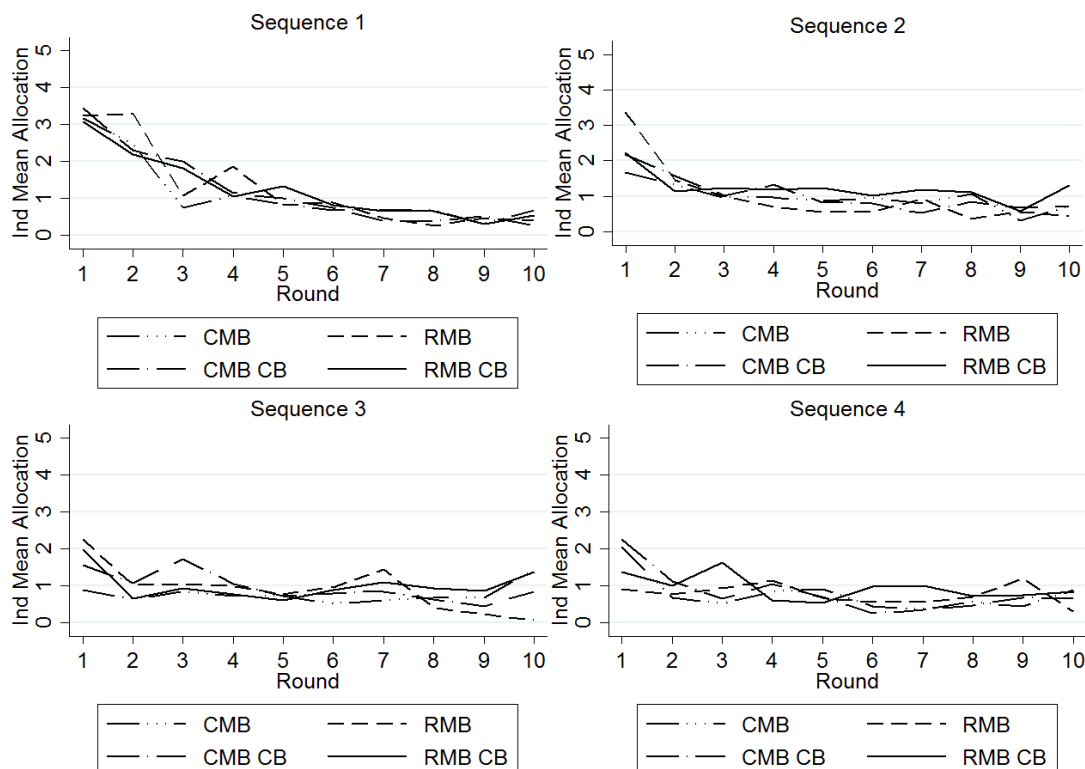 Sequence 1
Ind Mean Allocation
5
4
3
2
1
0
1 2 3 4 5 6 7 8 9 10
Round
CMB RMB
CMB CB RMB CB
Sequence 2
Ind Mean Allocation
5
4
3
2
1
0
1 2 3 4 5 6 7 8 9 10
Round
CMB RMB
CMB CB RMB CB
Sequence 3
Ind Mean Allocation
5
4
3
2
1
0
1 2 3 4 5 6 7 8 9 10
Round
CMB RMB
CMB CB RMB CB
Sequence 4
Ind Mean Allocation
5
4
3
2
1
0
1 2 3 4 5 6 7 8 9 10
Round
CMB RMB
CMB CB RMB CB